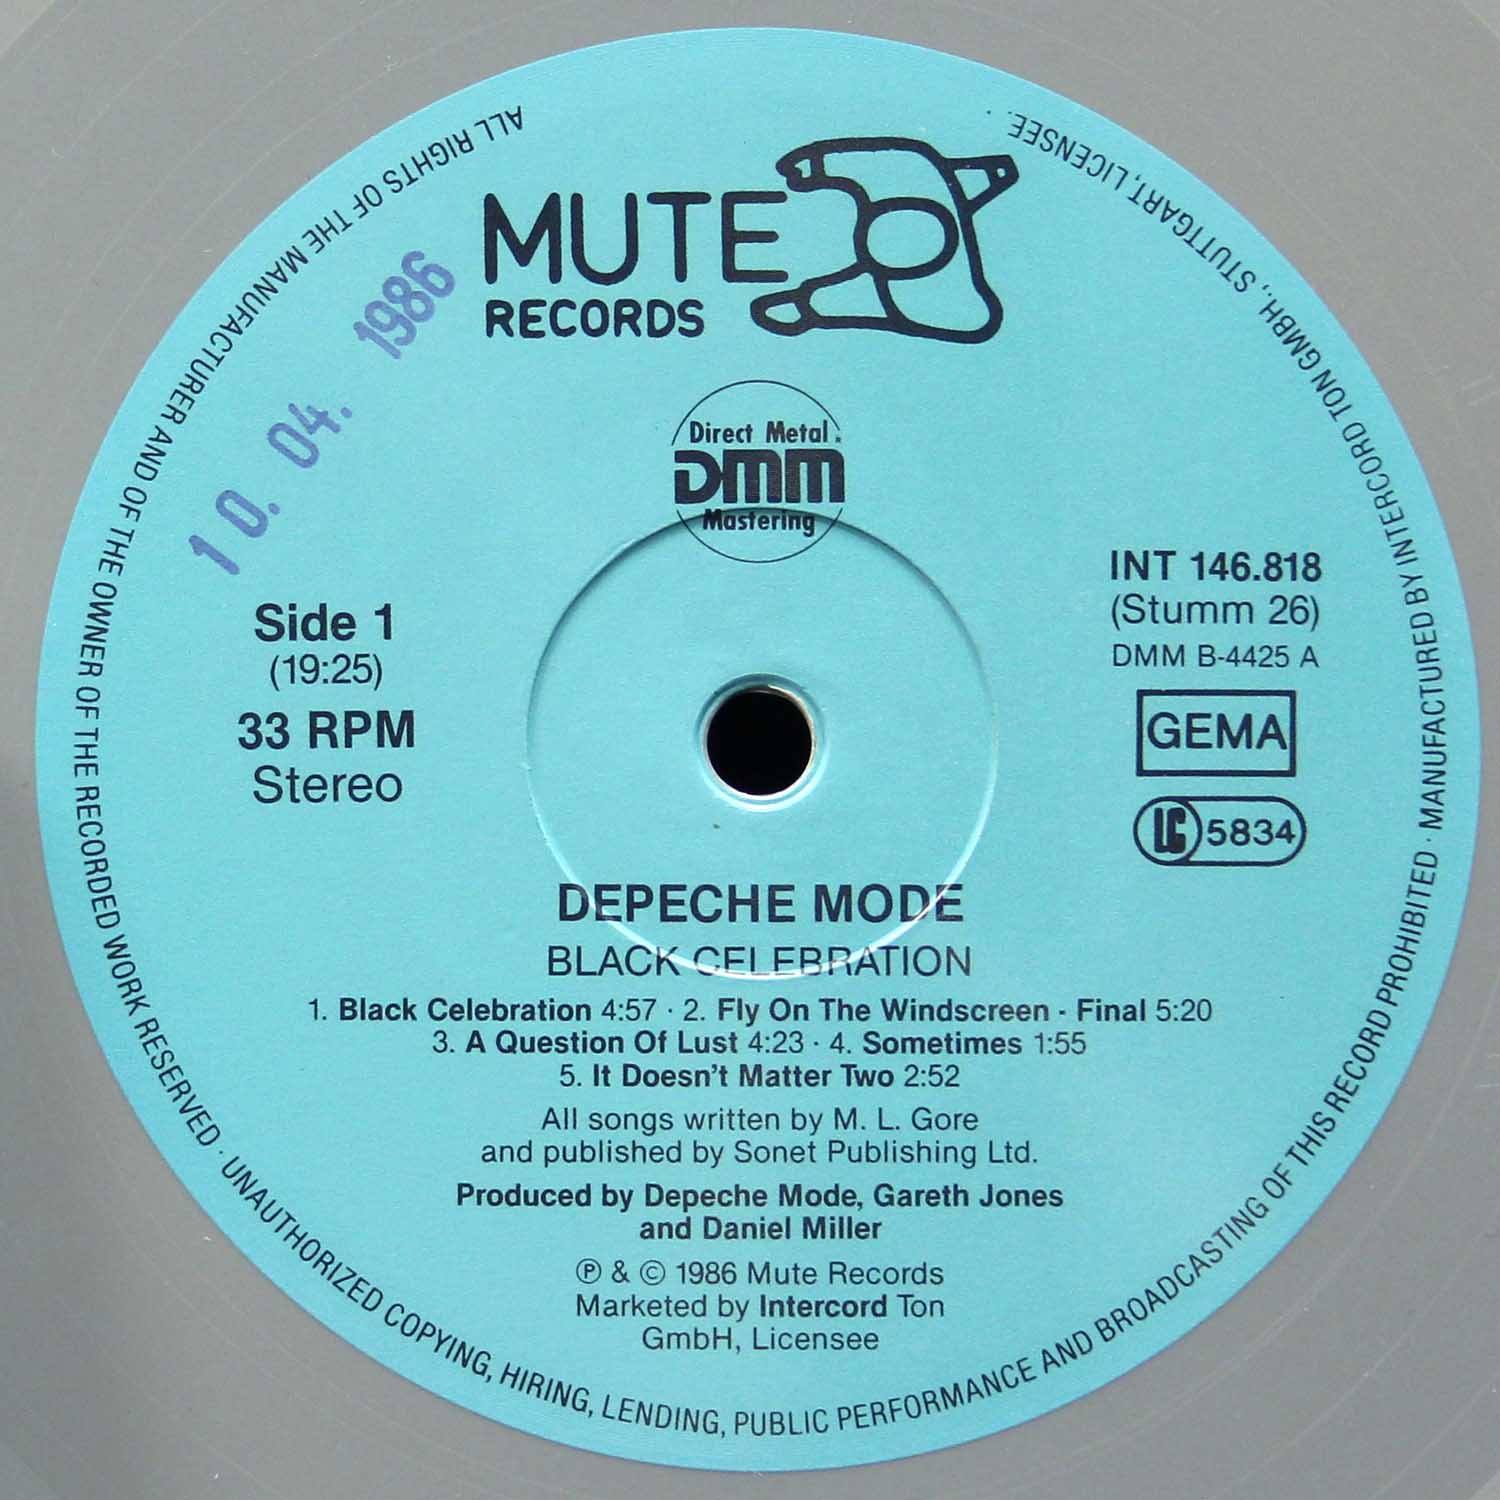 MUTE
RECORDS
10. 04. 1986
Direct Metal
DMM
Mastering
Side 1
(19:25)
33 RPM
Stereo
INT 146.818
(Stumm 26)
DMM B-4425 A
GEMA
LC 5834
DEPECHE MODE
BLACK CELEBRATION
1. Black Celebration 4:57 · 2. Fly On The Windscreen - Final 5:20
3. A Question Of Lust 4:23 · 4. Sometimes 1:55
5. It Doesn't Matter Two 2:52
All songs written by M. L. Gore
and published by Sonet Publishing Ltd.
Produced by Depeche Mode, Gareth Jones
and Daniel Miller
℗ & © 1986 Mute Records
Marketed by Intercord Ton
GmbH, Licensee
ALL RIGHTS OF THE MANUFACTURER AND OF THE OWNER OF THE RECORDED WORK RESERVED · UNAUTHORIZED COPYING, HIRING, LENDING, PUBLIC PERFORMANCE AND BROADCASTING OF THIS RECORD PROHIBITED · MANUFACTURED BY INTERCORD TON GMBH., STUTTGART, LICENSEE.